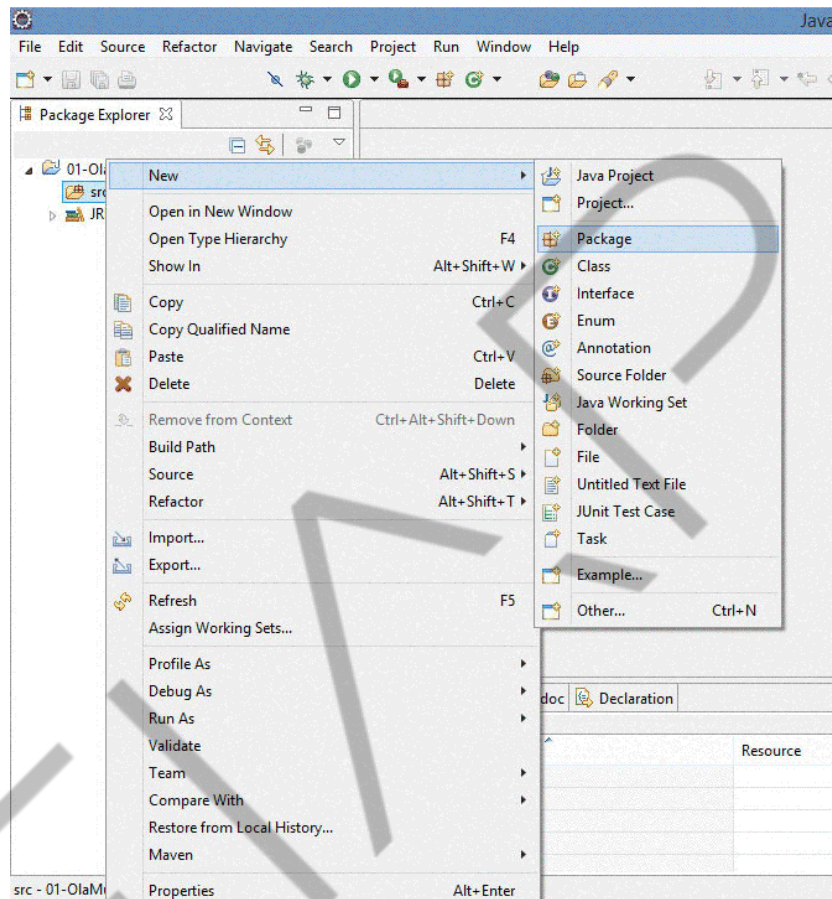 Java
File Edit Source Refactor Navigate Search Project Run Window Help
Package Explorer
01-Ol
src
JR
New
Open in New Window
Open Type Hierarchy F4
Show In Alt+Shift+W
Copy Ctrl+C
Copy Qualified Name
Paste Ctrl+V
Delete Delete
Remove from Context Ctrl+Alt+Shift+Down
Build Path
Source Alt+Shift+S
Refactor Alt+Shift+T
Import...
Export...
Refresh F5
Assign Working Sets...
Profile As
Debug As
Run As
Validate
Team
Compare With
Restore from Local History...
Maven
Properties Alt+Enter
Java Project
Project...
Package
Class
Interface
Enum
Annotation
Source Folder
Java Working Set
Folder
File
Untitled Text File
JUnit Test Case
Task
Example...
Other... Ctrl+N
doc Declaration
Resource
src - 01-OlaM